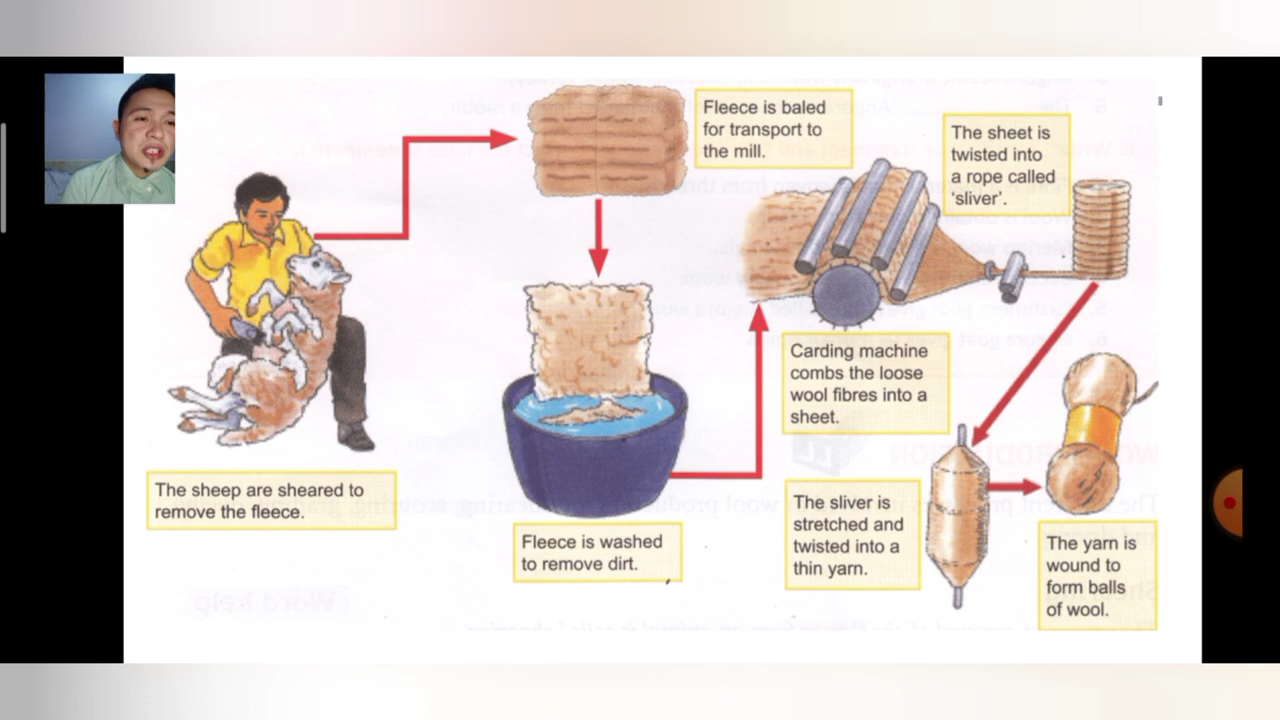 Fleece is baled
for transport to
the mill.
The sheet is
twisted into
a rope called
‘sliver’.
Carding machine
combs the loose
wool fibres into a
sheet.
The sheep are sheared to
remove the fleece.
Fleece is washed
to remove dirt.
The sliver is
stretched and
twisted into a
thin yarn.
The yarn is
wound to
form balls
of wool.